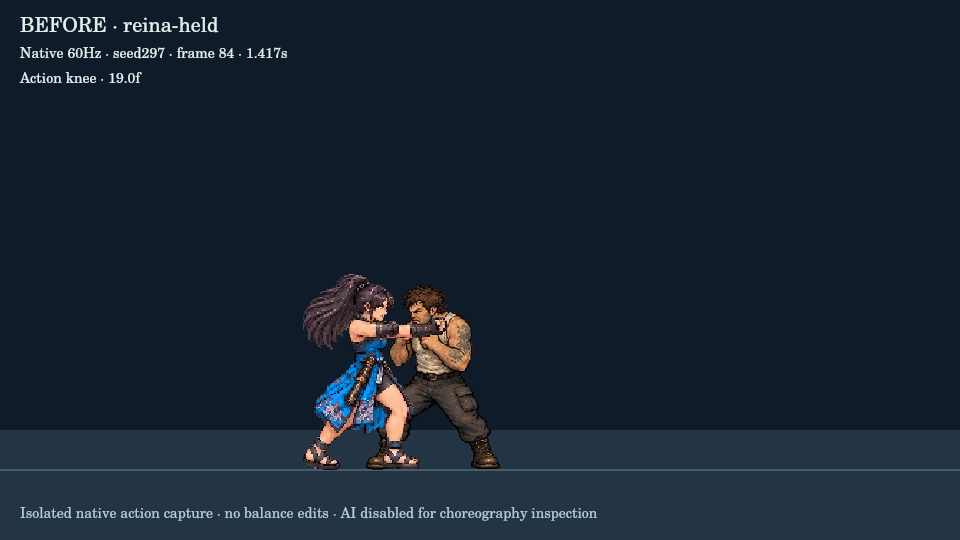 BEFORE · reina-held
Native 60Hz · seed297 · frame 84 · 1.417s
Action knee · 19.0f
Isolated native action capture · no balance edits · AI disabled for choreography inspection